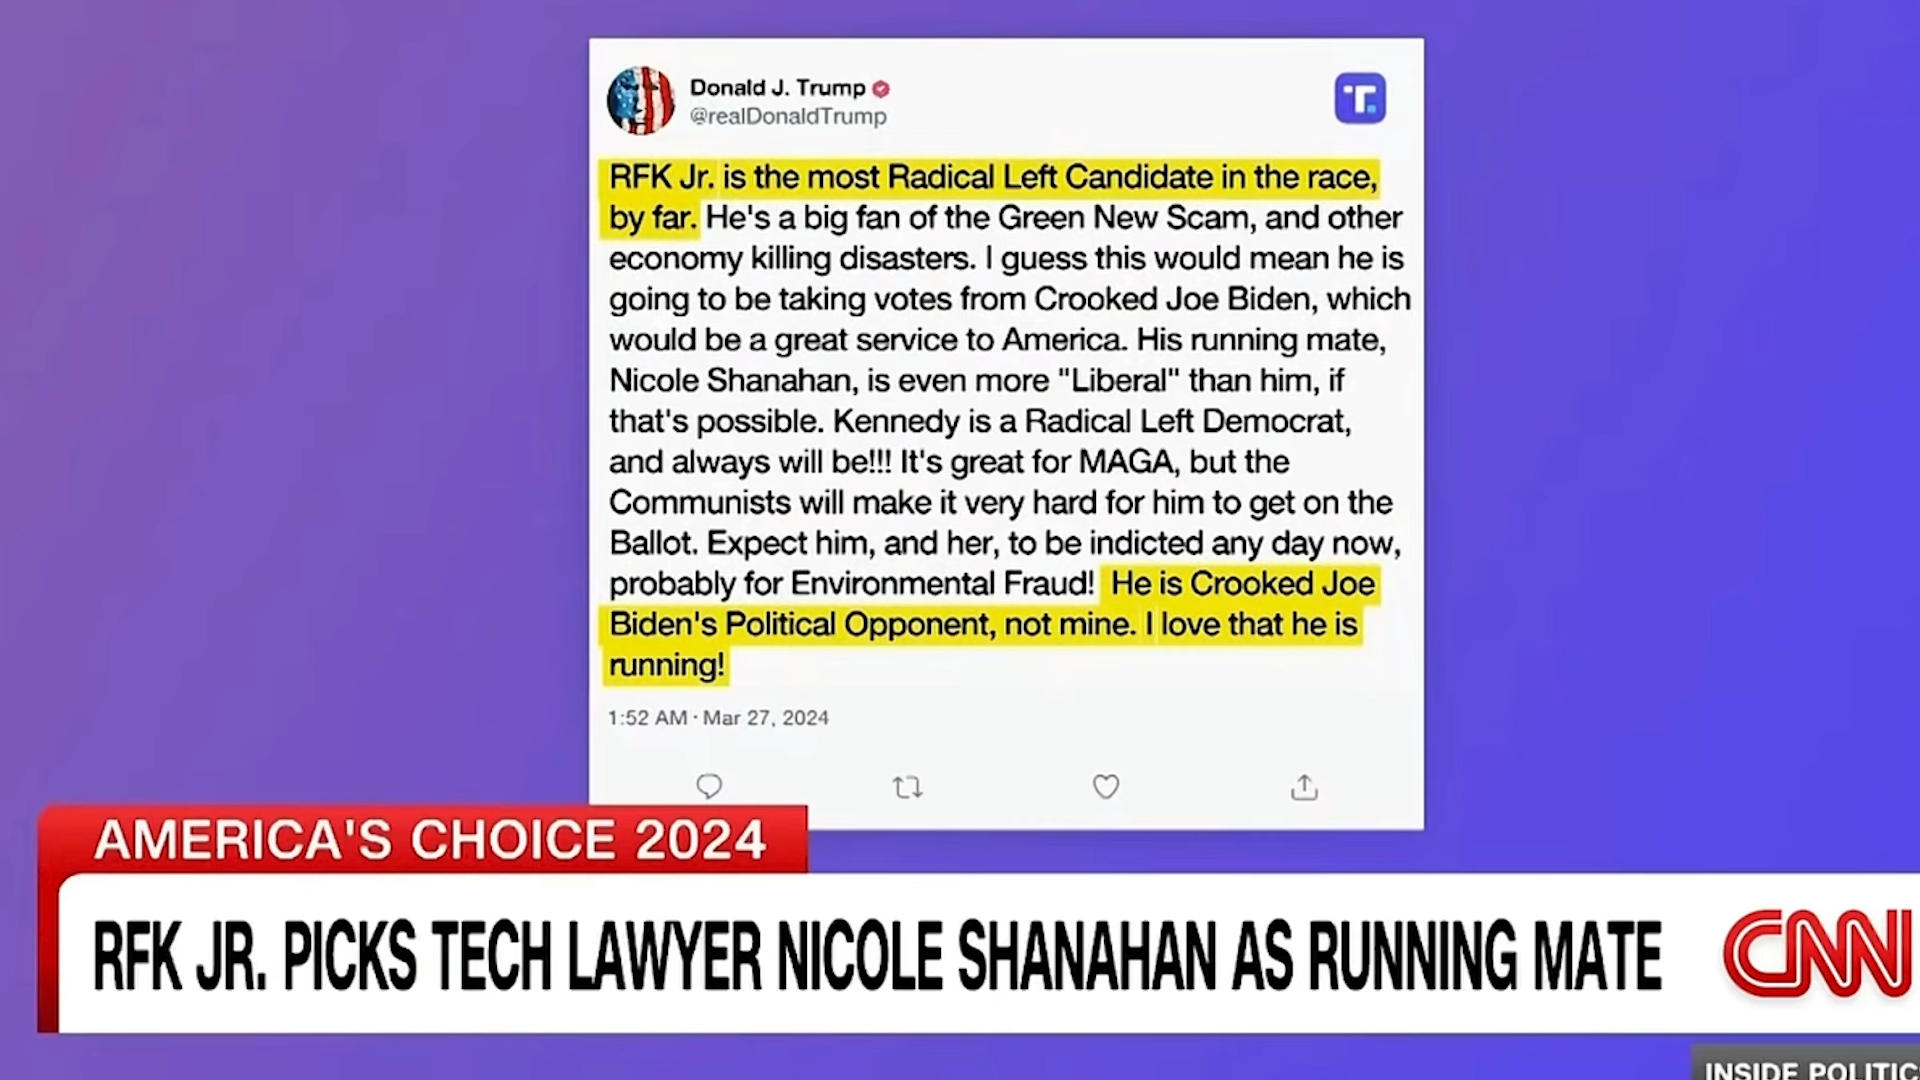 Donald J. Trump
@realDonaldTrump
RFK Jr. is the most Radical Left Candidate in the race,
by far. He's a big fan of the Green New Scam, and other
economy killing disasters. I guess this would mean he is
going to be taking votes from Crooked Joe Biden, which
would be a great service to America. His running mate,
Nicole Shanahan, is even more "Liberal" than him, if
that's possible. Kennedy is a Radical Left Democrat,
and always will be!!! It's great for MAGA, but the
Communists will make it very hard for him to get on the
Ballot. Expect him, and her, to be indicted any day now,
probably for Environmental Fraud! He is Crooked Joe
Biden's Political Opponent, not mine. I love that he is
running!
1:52 AM · Mar 27, 2024
AMERICA'S CHOICE 2024
RFK JR. PICKS TECH LAWYER NICOLE SHANAHAN AS RUNNING MATE
CNN
INSIDE POLITIC